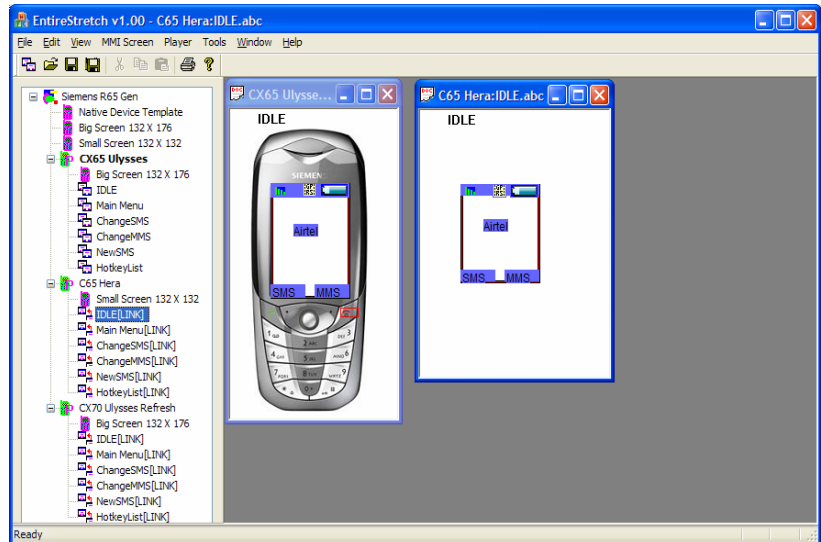 EntireStretch v1.00 - C65 Hera:IDLE.abc
File Edit View MMI Screen Player Tools Window Help
Siemens R65 Gen
Native Device Template
Big Screen 132 X 176
Small Screen 132 X 132
CX65 Ulysses
Big Screen 132 X 176
IDLE
Main Menu
ChangeSMS
ChangeMMS
NewSMS
HotkeyList
C65 Hera
Small Screen 132 X 132
IDLE[LINK]
Main Menu[LINK]
ChangeSMS[LINK]
ChangeMMS[LINK]
NewSMS[LINK]
HotkeyList[LINK]
CX70 Ulysses Refresh
Big Screen 132 X 176
IDLE[LINK]
Main Menu[LINK]
ChangeSMS[LINK]
ChangeMMS[LINK]
NewSMS[LINK]
HotkeyList[LINK]
CX65 Ulysse...
IDLE
SIEMEN
Airtel
SMS MMS
C65 Hera:IDLE.abc
IDLE
Airtel
SMS MMS
Ready